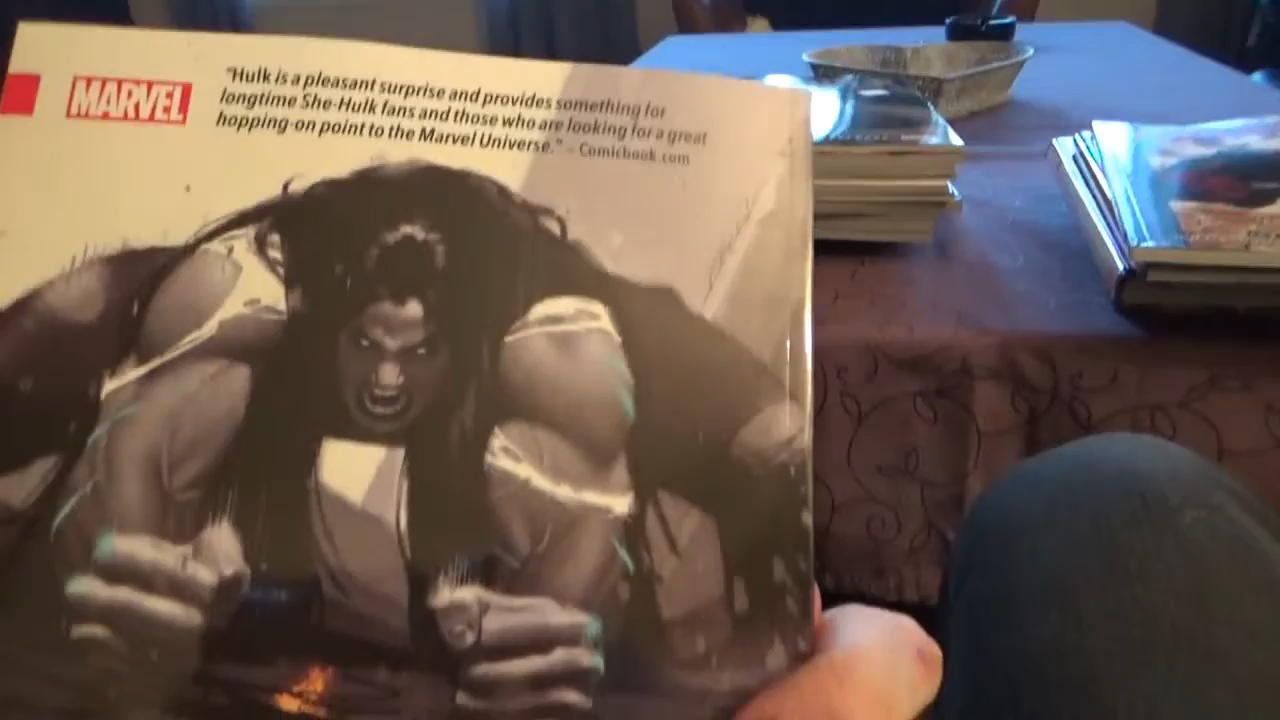 MARVEL
"Hulk is a pleasant surprise and provides something for
longtime She-Hulk fans and those who are looking for a great
hopping-on point to the Marvel Universe." – Comicbook.com